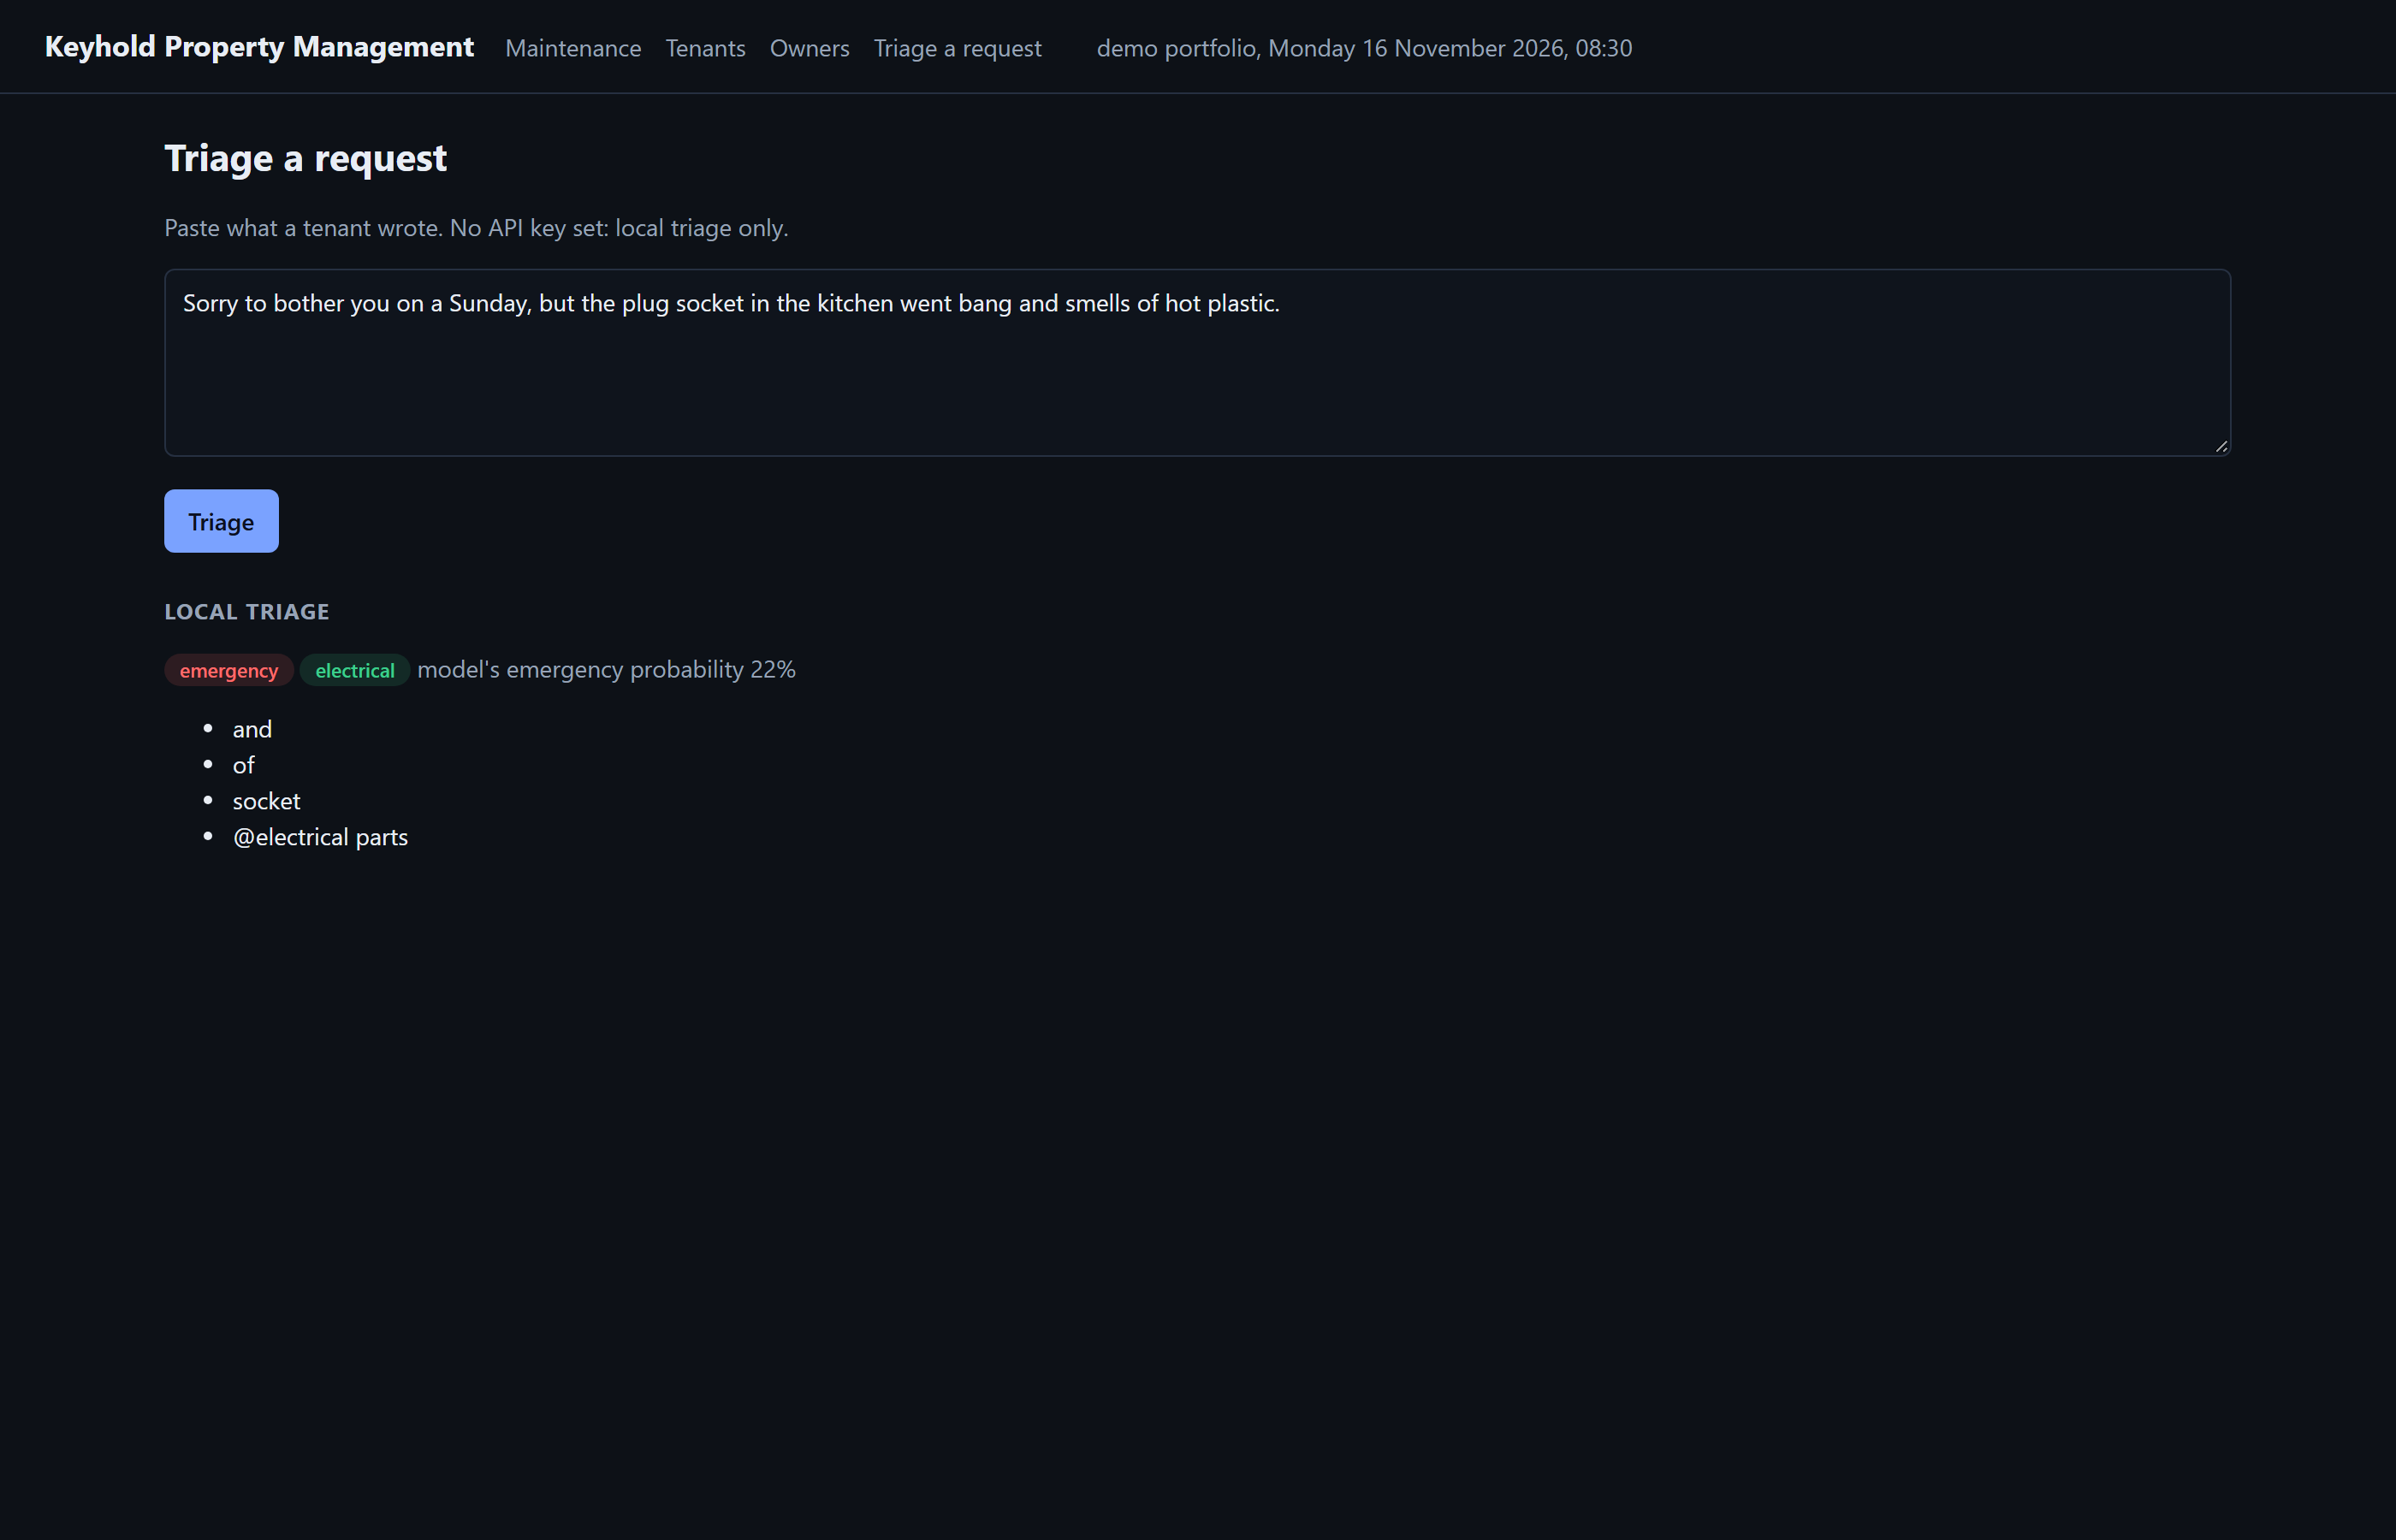 Keyhold Property Management Maintenance Tenants Owners Triage a request demo portfolio, Monday 16 November 2026, 08:30
Triage a request
Paste what a tenant wrote. No API key set: local triage only.
Sorry to bother you on a Sunday, but the plug socket in the kitchen went bang and smells of hot plastic.
Triage
LOCAL TRIAGE
emergency electrical model's emergency probability 22%
and
of
socket
@electrical parts